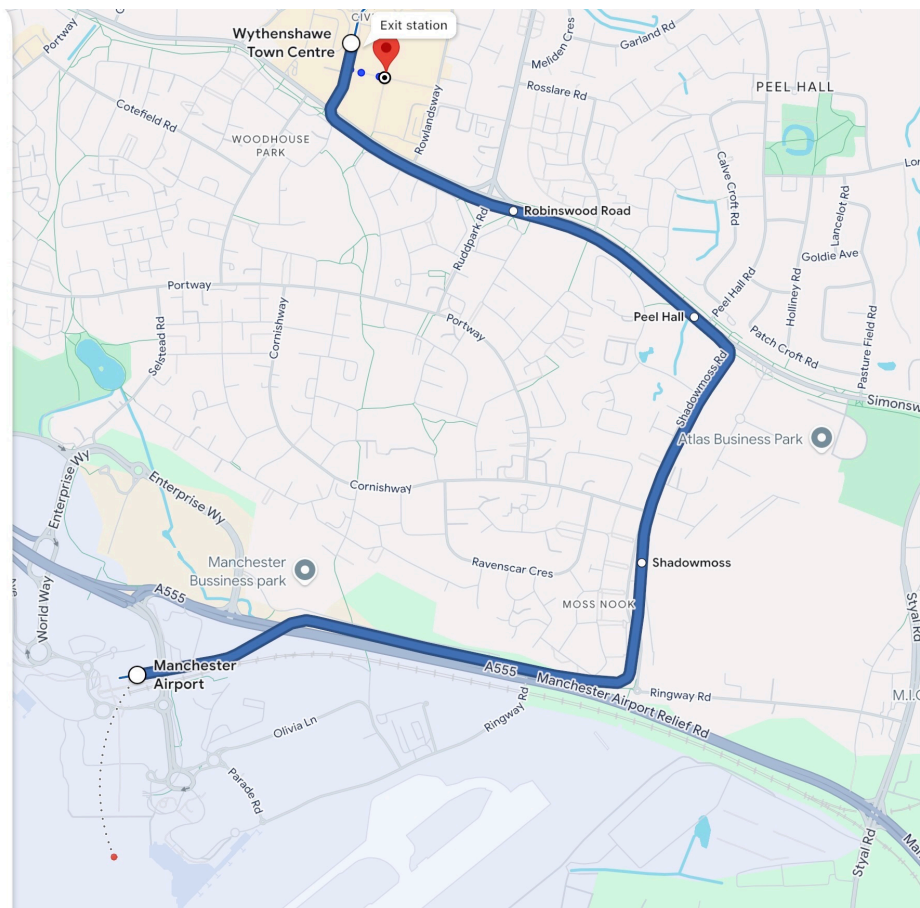 CIV
Exit station
Wythenshawe
Town Centre
Portway
Meliden Cres
Garland Rd
Rosslare Rd
PEEL HALL
Cotefield Rd
WOODHOUSE
PARK
Rowlandsway
Calve Croft Rd
Lor
Lancelot Rd
Robinswood Road
Ruddpark Rd
Goldie Ave
Peel Hall Rd
Holliney Rd
Portway
Portway
Cornishway
Selstead Rd
Peel Hall
Patch Croft Rd
Pasture Field Rd
Shadowmoss Rd
Simonsw
Atlas Business Park
Enterprise Wy
Enterprise Wy
Cornishway
Manchester
Bussiness park
Ravenscar Cres
Shadowmoss
MOSS NOOK
A555
World Way
Styal Rd
Manchester
Airport
A555
Manchester Airport Relief Rd
Ringway Rd
M.I.C
Ringway Rd
Olivia Ln
Parade Rd
Styal Rd
Ma